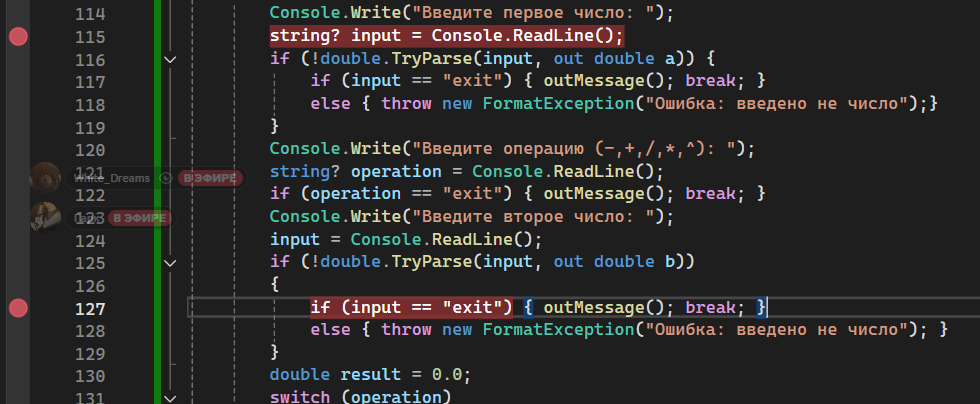 114 Console.Write("Введите первое число: ");
115 string? input = Console.ReadLine();
116 if (!double.TryParse(input, out double a)) {
117 if (input == "exit") { outMessage(); break; }
118 else { throw new FormatException("Ошибка: введено не число");}
119 }
120 Console.Write("Введите операцию (-,+,/,*,^): ");
121 string? operation = Console.ReadLine();
White_Dreams В ЭФИРЕ
122 if (operation == "exit") { outMessage(); break; }
123 Console.Write("Введите второе число: ");
В ЭФИРЕ
124 input = Console.ReadLine();
125 if (!double.TryParse(input, out double b))
126 {
127 if (input == "exit") { outMessage(); break; }
128 else { throw new FormatException("Ошибка: введено не число"); }
129 }
130 double result = 0.0;
131 switch (operation)